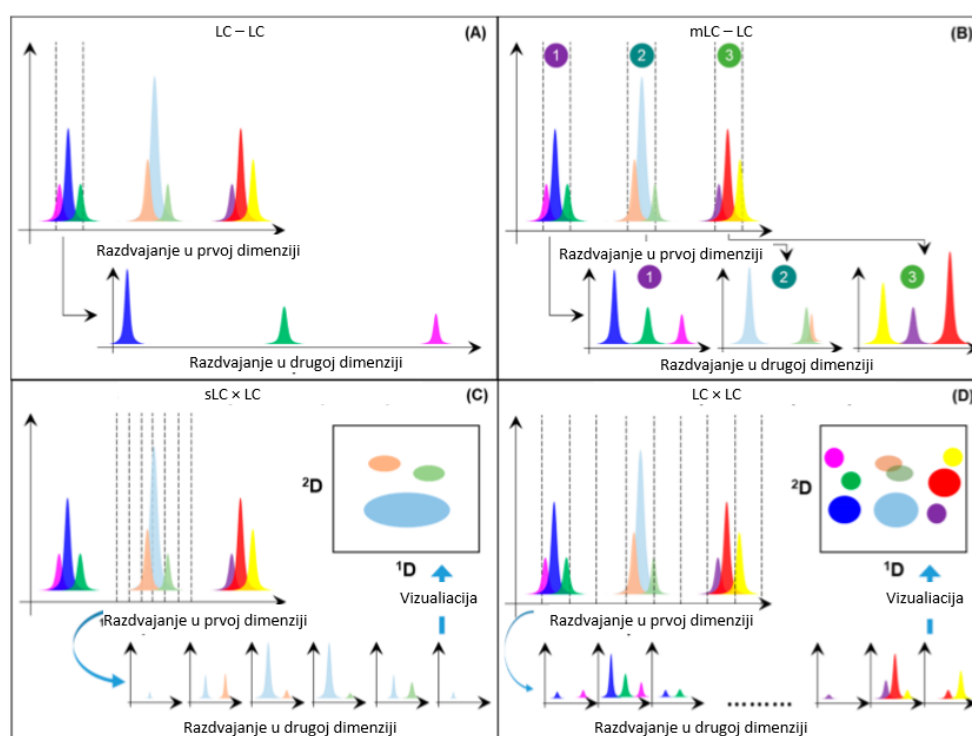 LC – LC
(A)
Razdvajanje u prvoj dimenziji
Razdvajanje u drugoj dimenziji
mLC – LC
(B)
1
2
3
Razdvajanje u prvoj dimenziji
1
2
3
Razdvajanje u drugoj dimenziji
sLC × LC
(C)
²D
¹D
Vizualiacija
Razdvajanje u prvoj dimenziji
Razdvajanje u drugoj dimenziji
LC × LC
(D)
²D
¹D
Vizualiacija
Razdvajanje u prvoj dimenziji
Razdvajanje u drugoj dimenziji